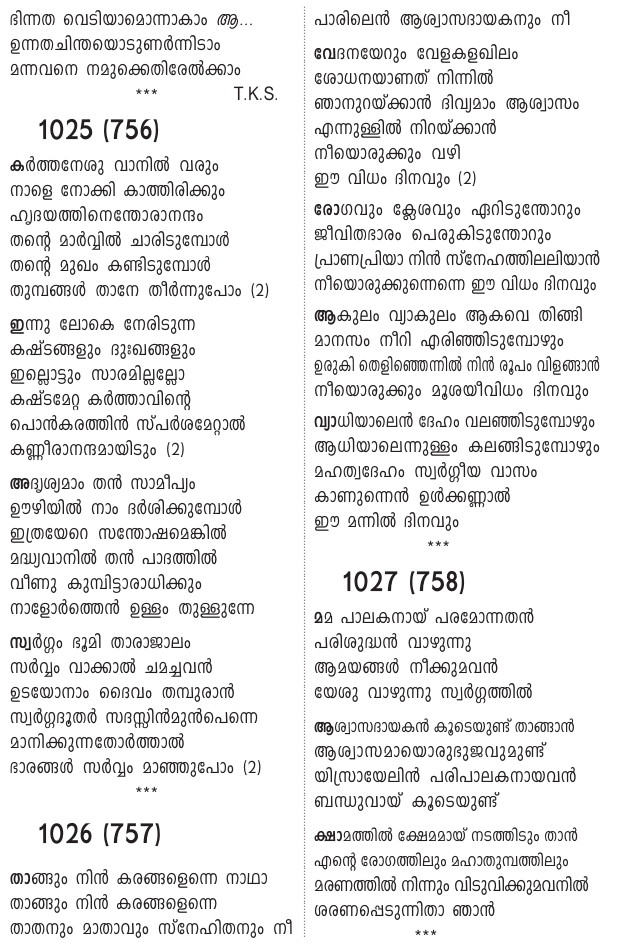 ഭിന്നത വെടിയാമൊന്നാകാം ആ...
ഉന്നതചിന്തയൊടുണർന്നിടാം
മന്നവനെ നമുക്കെതിരേൽക്കാം
*** T.K.S.
1025 (756)
കർത്തനേശു വാനിൽ വരും
നാളെ നോക്കി കാത്തിരിക്കും
ഹൃദയത്തിനെന്തോരാനന്ദം
തന്റെ മാർവ്വിൽ ചാരിടുമ്പോൾ
തന്റെ മുഖം കണ്ടിടുമ്പോൾ
തുമ്പങ്ങൾ താനേ തീർന്നുപോം (2)
ഇന്നു ലോകെ നേരിടുന്ന
കഷ്ടങ്ങളും ദുഃഖങ്ങളും
ഇല്ലൊട്ടും സാരമില്ലല്ലോ
കഷ്ടമേറ്റ കർത്താവിന്റെ
പൊൻകരത്തിൻ സ്പർശമേറ്റാൽ
കണ്ണീരാനന്ദമായിടും (2)
അദൃശ്യമാം തൻ സാമീപ്യം
ഊഴിയിൽ നാം ദർശിക്കുമ്പോൾ
ഇത്രയേറെ സന്തോഷമെങ്കിൽ
മദ്ധ്യവാനിൽ തൻ പാദത്തിൽ
വീണു കുമ്പിട്ടാരാധിക്കും
നാളോർത്തെൻ ഉള്ളം തുള്ളുന്നേ
സ്വർഗ്ഗം ഭൂമി താരാജാലം
സർവ്വം വാക്കാൽ ചമച്ചവൻ
ഉടയോനാം ദൈവം തമ്പുരാൻ
സ്വർഗ്ഗദൂതർ സദസ്സിൻമുൻപെന്നെ
മാനിക്കുന്നതോർത്താൽ
ഭാരങ്ങൾ സർവ്വം മാഞ്ഞുപോം (2)
***
1026 (757)
താങ്ങും നിൻ കരങ്ങളെന്നെ നാഥാ
താങ്ങും നിൻ കരങ്ങളെന്നെ
താതനും മാതാവും സ്നേഹിതനും നീ
പാരിലെൻ ആശ്വാസദായകനും നീ
വേദനയേറും വേളകളഖിലം
ശോധനയാണത് നിന്നിൽ
ഞാനുറയ്ക്കാൻ ദിവ്യമാം ആശ്വാസം
എന്നുള്ളിൽ നിറയ്ക്കാൻ
നീയൊരുക്കും വഴി
ഈ വിധം ദിനവും (2)
രോഗവും ക്ലേശവും ഏറിടുന്തോറും
ജീവിതഭാരം പെരുകിടുന്തോറും
പ്രാണപ്രിയാ നിൻ സ്നേഹത്തിലലിയാൻ
നീയൊരുക്കുന്നെന്നെ ഈ വിധം ദിനവും
ആകുലം വ്യാകുലം ആകവെ തിങ്ങി
മാനസം നീറി എരിഞ്ഞിടുമ്പോഴും
ഉരുകി തെളിഞ്ഞെന്നിൽ നിൻ രൂപം വിളങ്ങാൻ
നീയൊരുക്കും മൂശയീവിധം ദിനവും
വ്യാധിയാലെൻ ദേഹം വലഞ്ഞിടുമ്പോഴും
ആധിയാലെന്നുള്ളം കലങ്ങിടുമ്പോഴും
മഹത്വദേഹം സ്വർഗ്ഗീയ വാസം
കാണുന്നെൻ ഉൾക്കണ്ണാൽ
ഈ മന്നിൽ ദിനവും
***
1027 (758)
മമ പാലകനായ് പരമോന്നതൻ
പരിശുദ്ധൻ വാഴുന്നു
ആമയങ്ങൾ നീക്കുമവൻ
യേശു വാഴുന്നു സ്വർഗ്ഗത്തിൽ
ആശ്വാസദായകൻ കൂടെയുണ്ട് താങ്ങാൻ
ആശ്വാസമായൊരുഭുജവുമുണ്ട്
യിസ്രായേലിൻ പരിപാലകനായവൻ
ബന്ധുവായ് കൂടെയുണ്ട്
ക്ഷാമത്തിൽ ക്ഷേമമായ് നടത്തിടും താൻ
എന്റെ രോഗത്തിലും മഹാതുമ്പത്തിലും
മരണത്തിൽ നിന്നും വിടുവിക്കുമവനിൽ
ശരണപ്പെടുന്നിതാ ഞാൻ
***